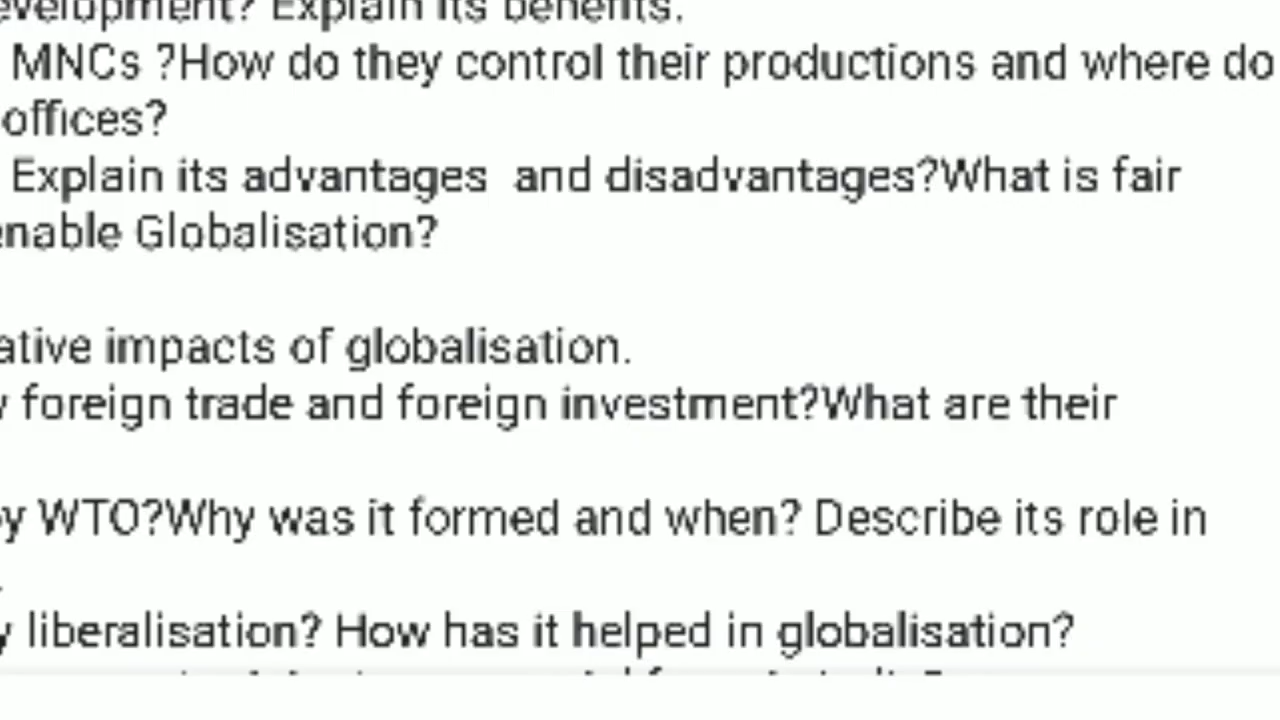 evelopment? Explain its benefits.
MNCs ?How do they control their productions and where do
offices?
Explain its advantages  and disadvantages?What is fair
enable Globalisation?
ative impacts of globalisation.
foreign trade and foreign investment?What are their
by WTO?Why was it formed and when? Describe its role in
y liberalisation? How has it helped in globalisation?